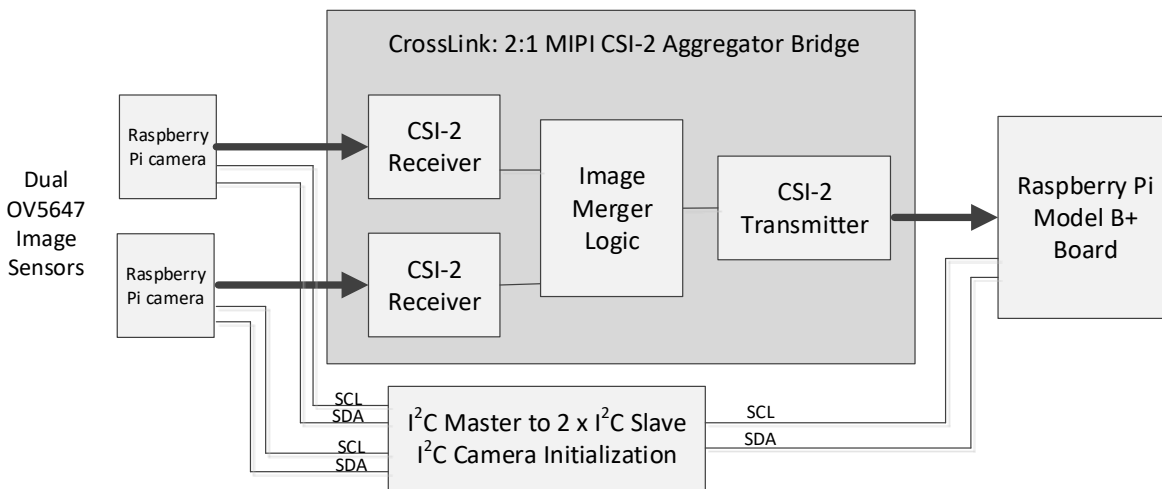 CrossLink: 2:1 MIPI CSI-2 Aggregator Bridge
Dual
OV5647
Image
Sensors
Raspberry
Pi camera
Raspberry
Pi camera
CSI-2
Receiver
CSI-2
Receiver
Image
Merger
Logic
CSI-2
Transmitter
Raspberry Pi
Model B+
Board
SCL
SDA
SCL
SDA
I²C Master to 2 x I²C Slave
I²C Camera Initialization
SCL
SDA